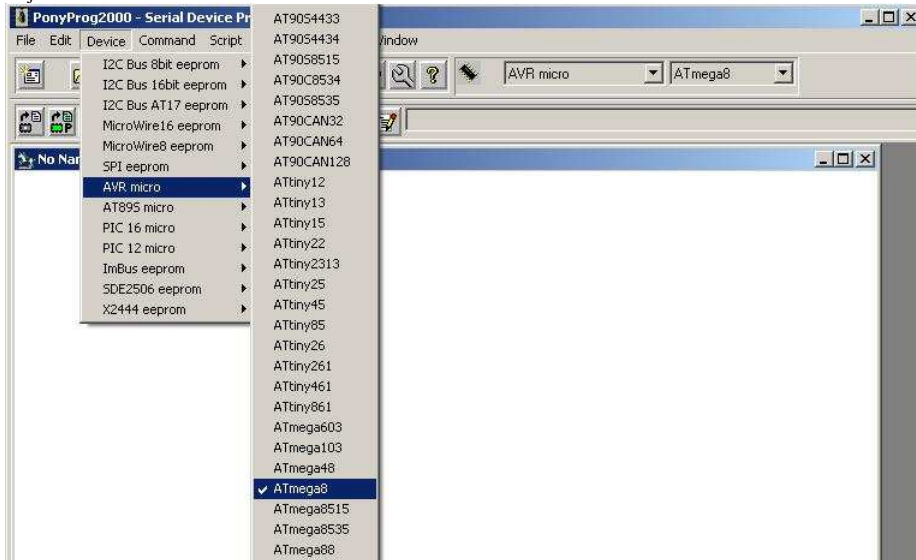 PonyProg2000 - Serial Device Pr
File Edit Device Command Script
AVR micro ATmega8
No Nar
I2C Bus 8bit eeprom
I2C Bus 16bit eeprom
I2C Bus AT17 eeprom
MicroWire16 eeprom
MicroWire8 eeprom
SPI eeprom
AVR micro
AT89S micro
PIC 16 micro
PIC 12 micro
ImBus eeprom
SDE2506 eeprom
X2444 eeprom
AT90S4433
AT90S4434
AT90S8515
AT90C8534
AT90S8535
AT90CAN32
AT90CAN64
AT90CAN128
ATtiny12
ATtiny13
ATtiny15
ATtiny22
ATtiny2313
ATtiny25
ATtiny45
ATtiny85
ATtiny26
ATtiny261
ATtiny461
ATtiny861
ATmega603
ATmega103
ATmega48
ATmega8
ATmega8515
ATmega8535
ATmega88